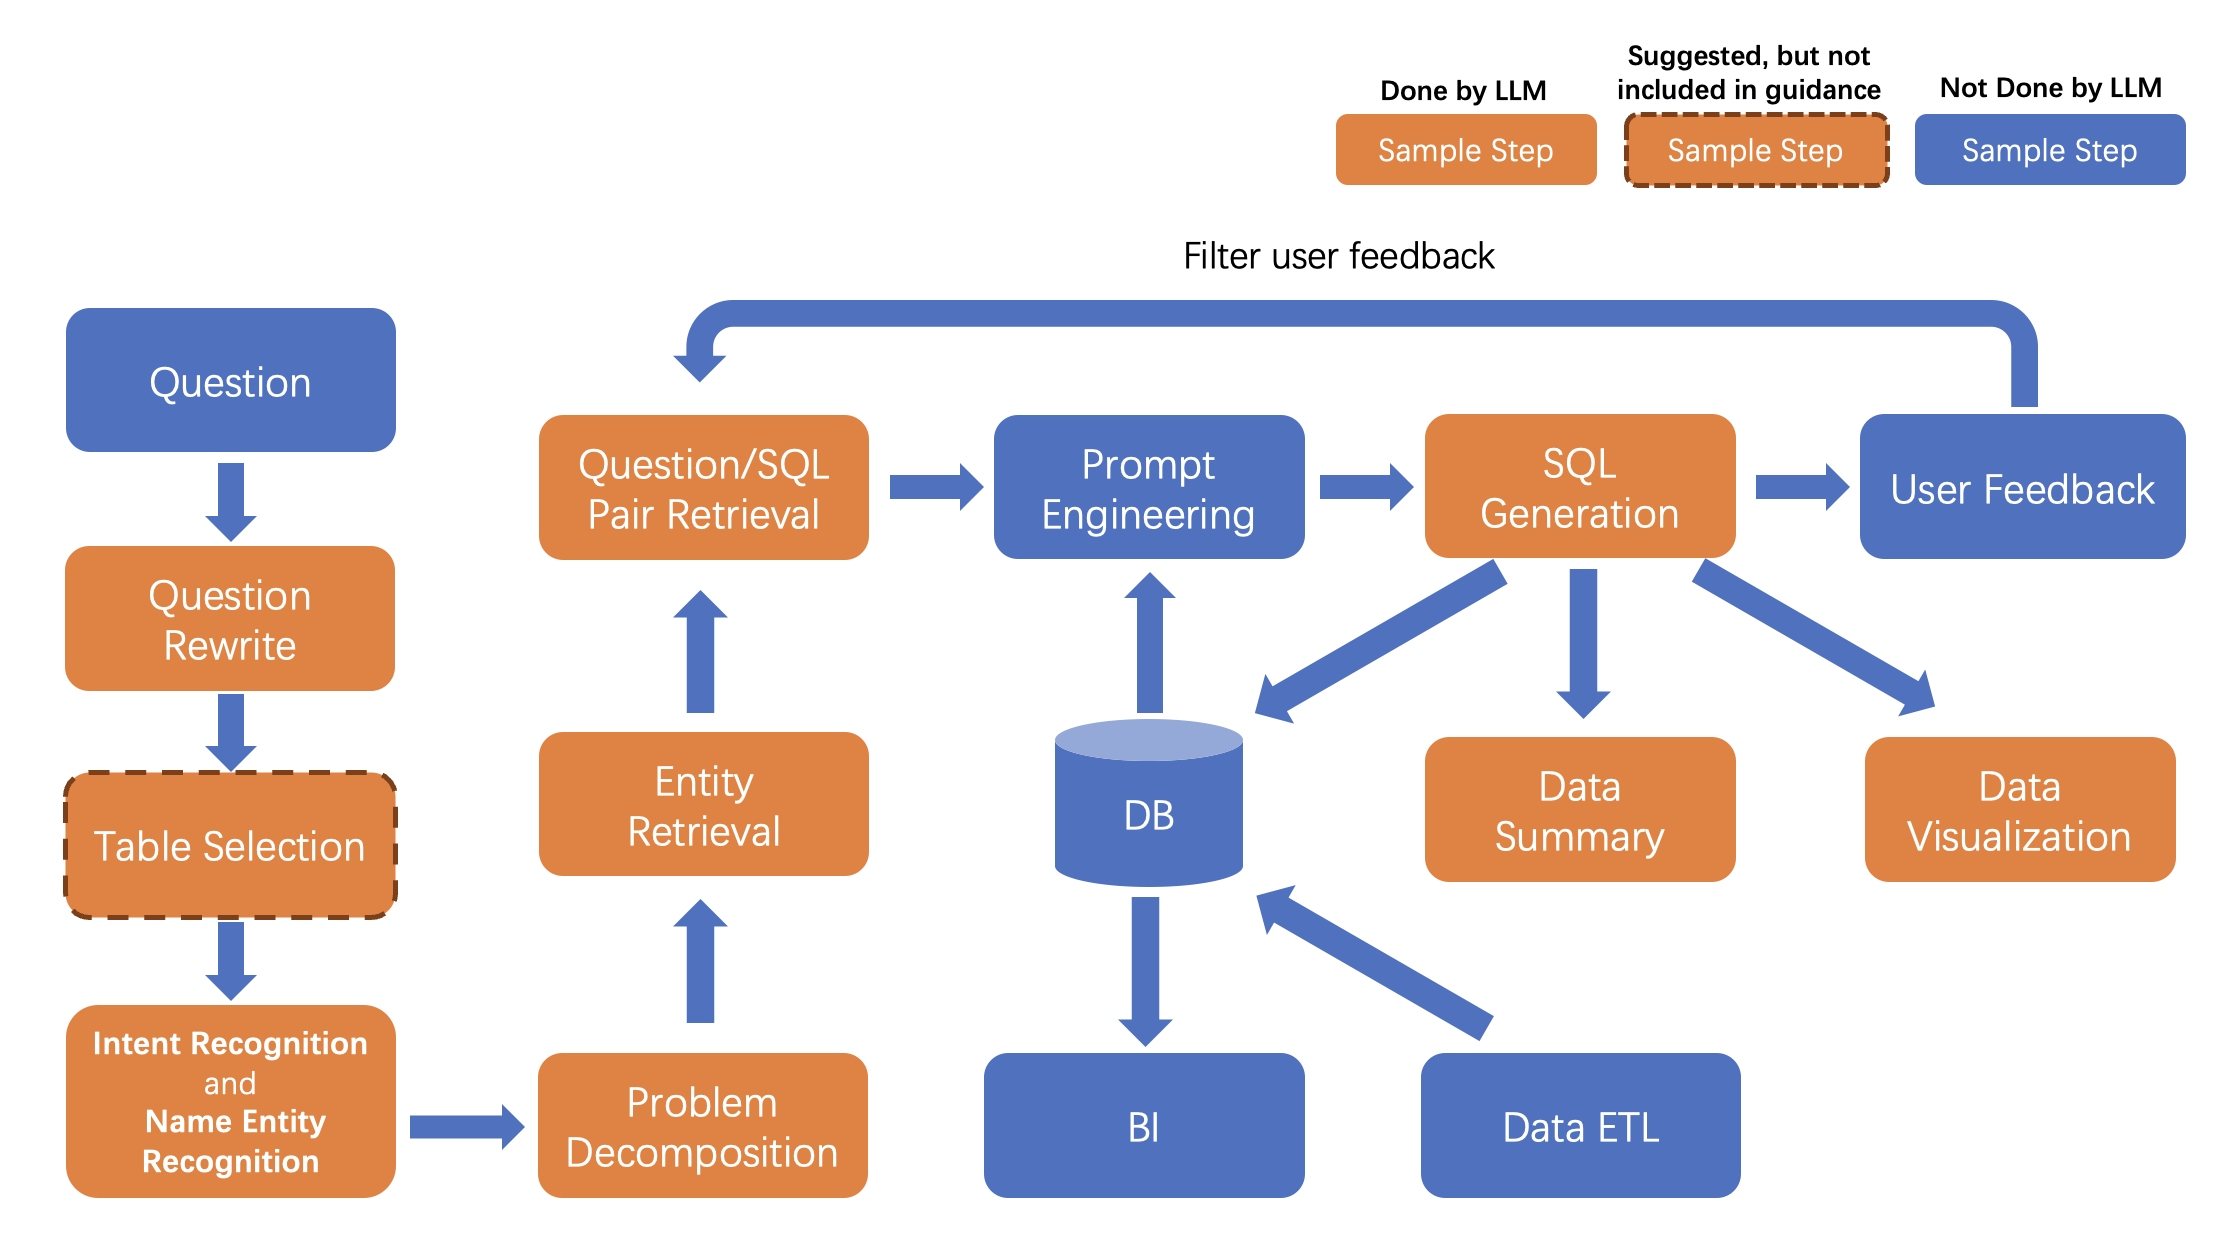 Suggested, but not
included in guidance
Done by LLM
Not Done by LLM
Sample Step
Sample Step
Sample Step
Filter user feedback
Question
Question
Rewrite
Table Selection
Intent Recognition
and
Name Entity
Recognition
Problem
Decomposition
Entity
Retrieval
Question/SQL
Pair Retrieval
Prompt
Engineering
SQL
Generation
User Feedback
DB
Data
Summary
Data
Visualization
BI
Data ETL